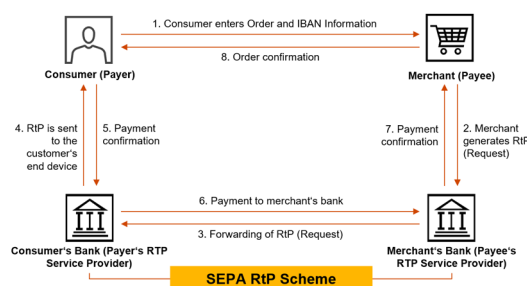 1. Consumer enters Order and IBAN Information
8. Order confirmation
Consumer (Payer)
Merchant (Payee)
4. RtP is sent
to the
customer's
end device
5. Payment
confirmation
7. Payment
confirmation
2. Merchant
generates RtP
(Request)
6. Payment to merchant's bank
3. Forwarding of RtP (Request)
Consumer's Bank (Payer's RTP
Service Provider)
Merchant's Bank (Payee's
RTP Service Provider)
SEPA RtP Scheme